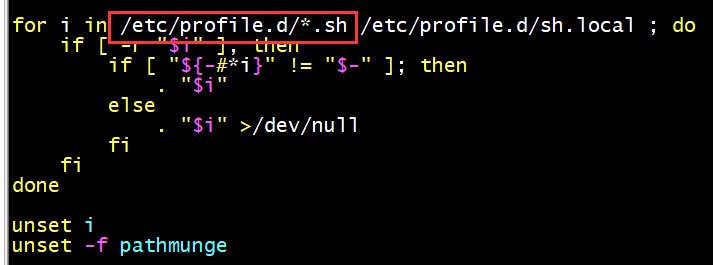 for i in /etc/profile.d/*.sh /etc/profile.d/sh.local ; do
if [ -r "$i" ]; then
if [ "${-#*i}" != "$-" ]; then
. "$i"
else
. "$i" >/dev/null
fi
fi
done
unset i
unset -f pathmunge